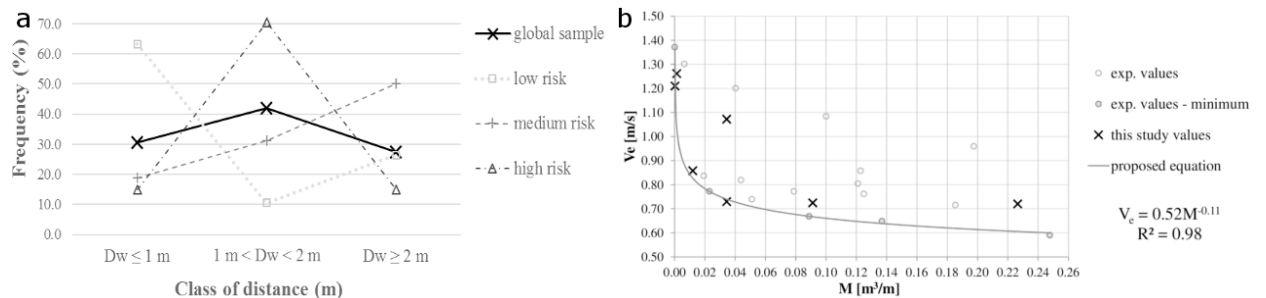 a
70.0
60.0
50.0
40.0
30.0
20.0
10.0
0.0
Frequency (%)
Dw ≤ 1 m
1 m < Dw < 2 m
Dw ≥ 2 m
Class of distance (m)
global sample
low risk
medium risk
high risk
b
1.50
1.40
1.30
1.20
1.10
1.00
0.90
0.80
0.70
0.60
0.50
Ve [m/s]
0.00 0.02 0.04 0.06 0.08 0.10 0.12 0.14 0.16 0.18 0.20 0.22 0.24 0.26
M [m³/m]
exp. values
exp. values - minimum
this study values
proposed equation
Vₑ = 0.52M⁻⁰·¹¹
R² = 0.98